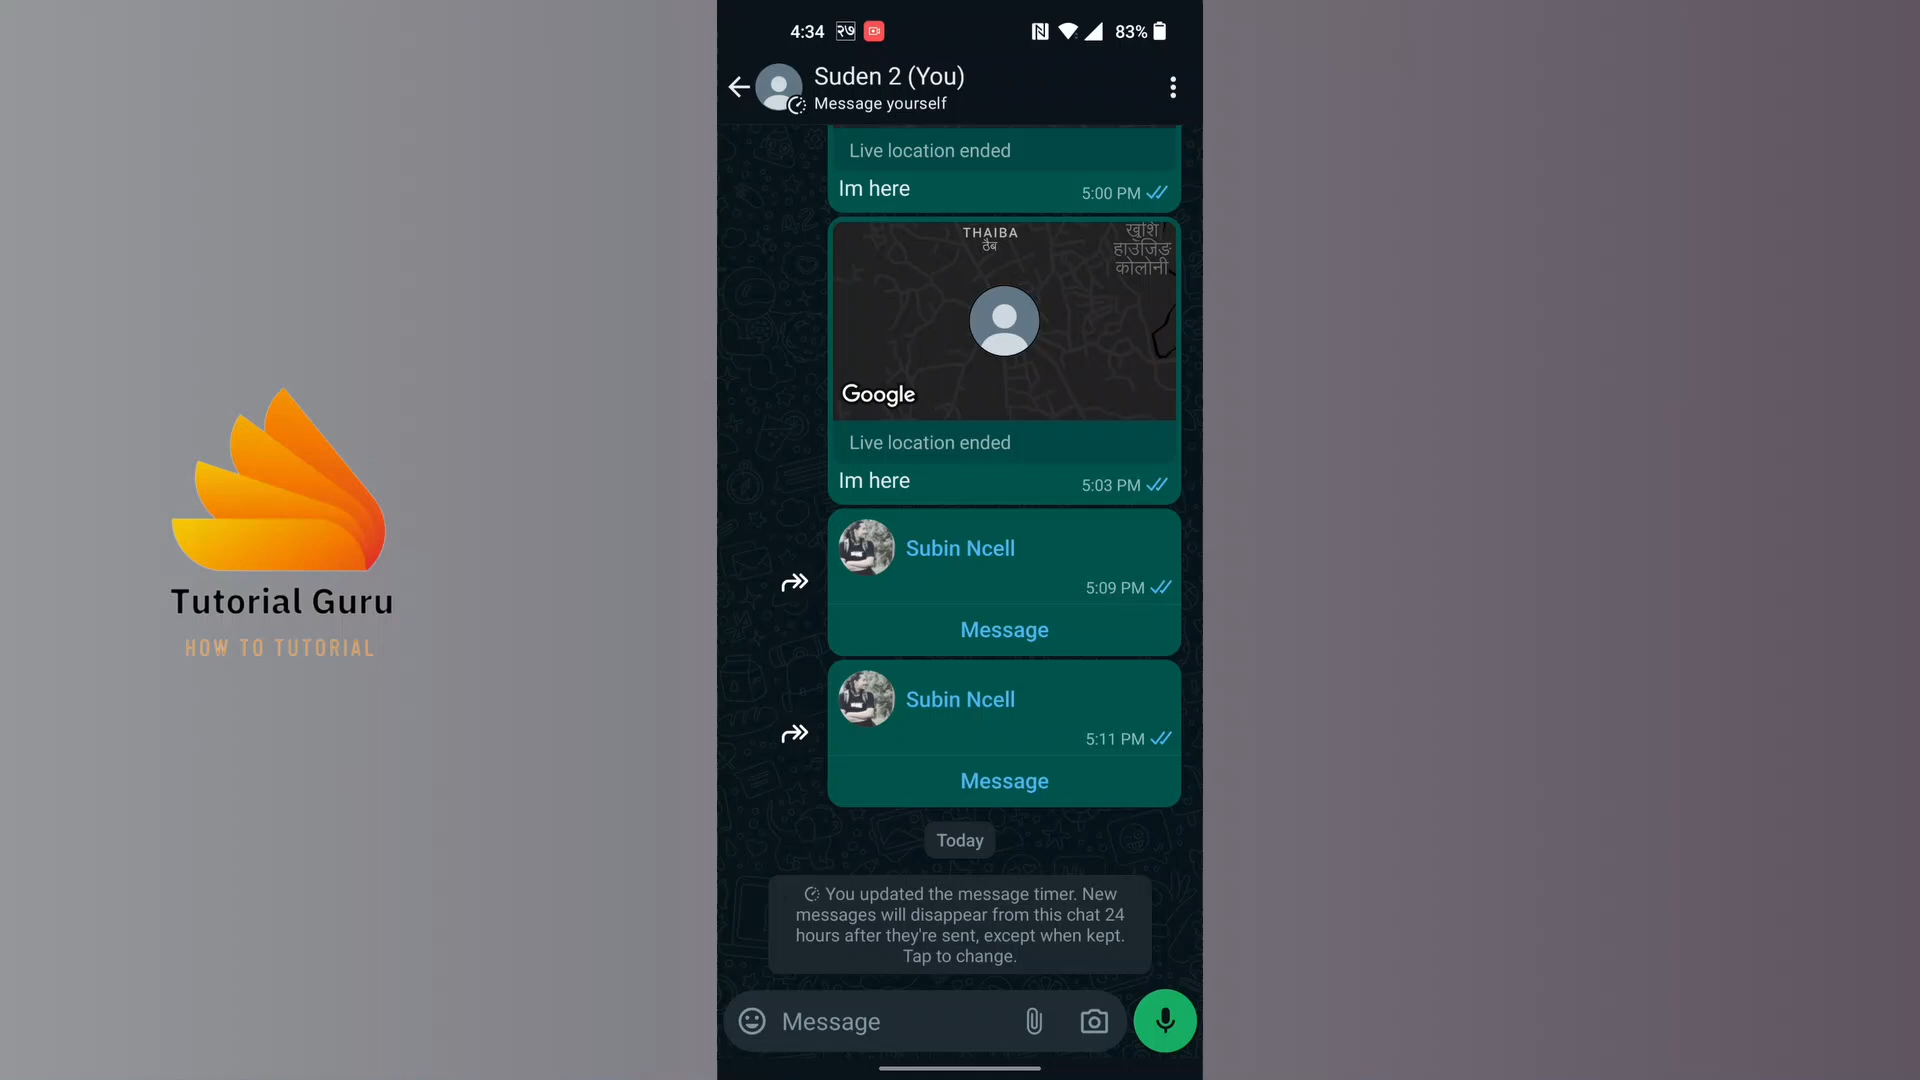 4:34 २७ 83%
Suden 2 (You)
Message yourself
Live location ended
Im here 5:00 PM
THAIBA
ठैब
खुशि
हाउजिङ
कोलोनी
Google
Live location ended
Im here 5:03 PM
Subin Ncell
5:09 PM
Message
Subin Ncell
5:11 PM
Message
Today
You updated the message timer. New
messages will disappear from this chat 24
hours after they're sent, except when kept.
Tap to change.
Message
Tutorial Guru
HOW TO TUTORIAL